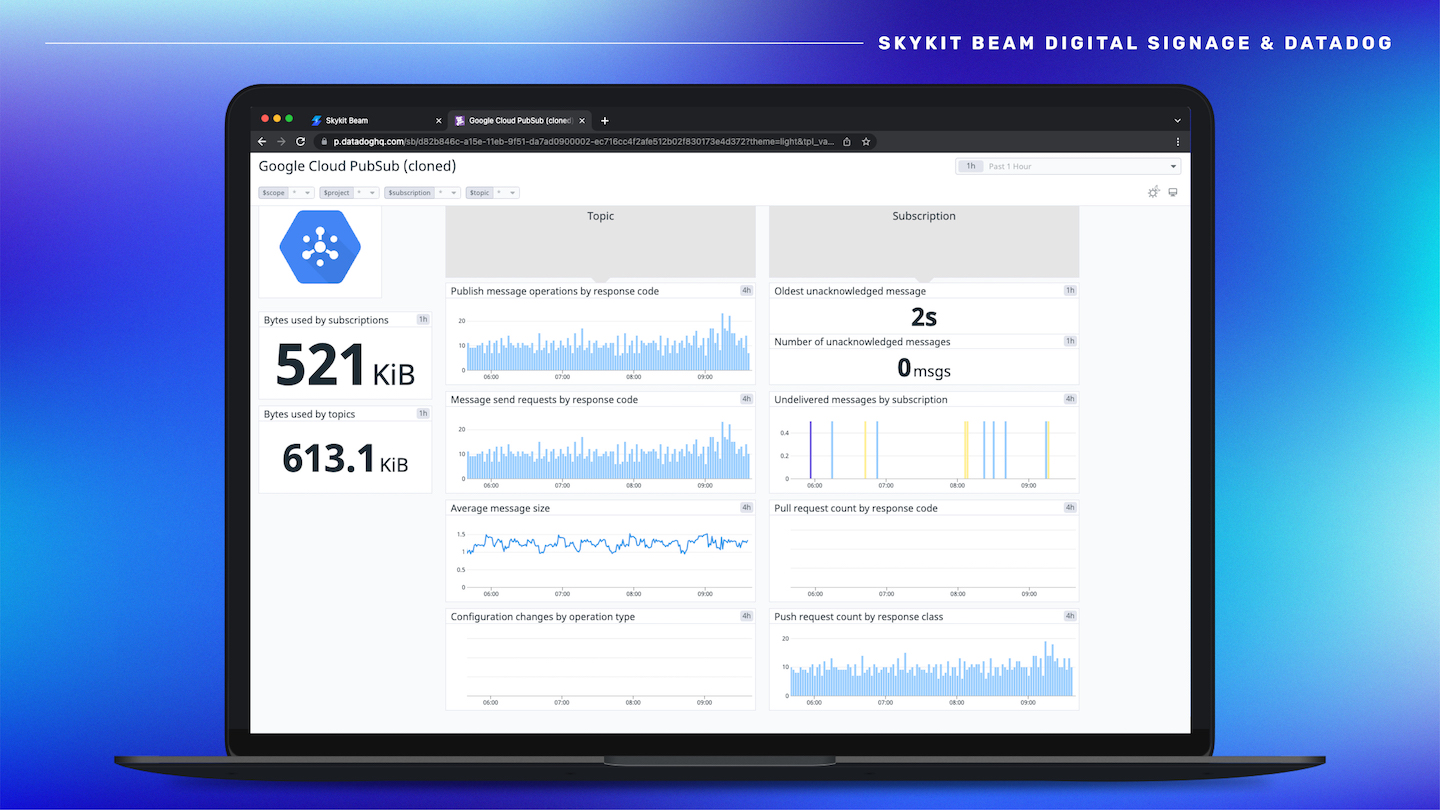 SKYKIT BEAM DIGITAL SIGNAGE & DATADOG
Skykit Beam
Google Cloud PubSub (cloned)
p.datadoghq.com/sb/d82b846c-a15e-11eb-9f51-da7ad0900002-ec716cc4f2afe512b02f830173e4d372?theme=light&tpl_va...
Google Cloud PubSub (cloned)
1h Past 1 Hour
$scope * $project * $subscription * $topic *
Topic
Subscription
Bytes used by subscriptions 1h
521 KiB
Bytes used by topics 1h
613.1 KiB
Publish message operations by response code 4h
20
10
0
06:00 07:00 08:00 09:00
Message send requests by response code 4h
20
10
0
06:00 07:00 08:00 09:00
Average message size 4h
1.5
1
0.5
0
06:00 07:00 08:00 09:00
Configuration changes by operation type 4h
06:00 07:00 08:00 09:00
Oldest unacknowledged message 1h
2s
Number of unacknowledged messages 1h
0 msgs
Undelivered messages by subscription 4h
0.4
0.2
0
06:00 07:00 08:00 09:00
Pull request count by response code 4h
06:00 07:00 08:00 09:00
Push request count by response class 4h
20
10
0
06:00 07:00 08:00 09:00